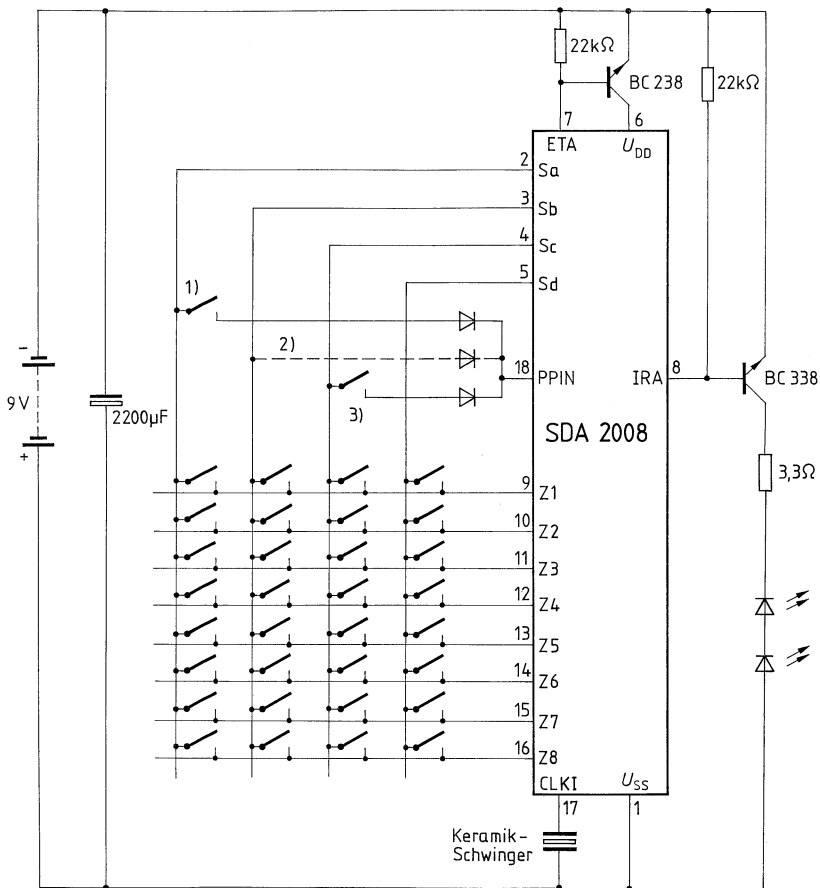 22kΩ
BC 238
22kΩ
7
6
ETA
U_DD
2
Sa
3
Sb
4
Sc
5
Sd
1)
2)
3)
18
PPIN
IRA
8
BC 338
−
9V
+
2200µF
SDA 2008
3,3Ω
9
Z1
10
Z2
11
Z3
12
Z4
13
Z5
14
Z6
15
Z7
16
Z8
CLKI
U_SS
17
1
Keramik-
Schwinger